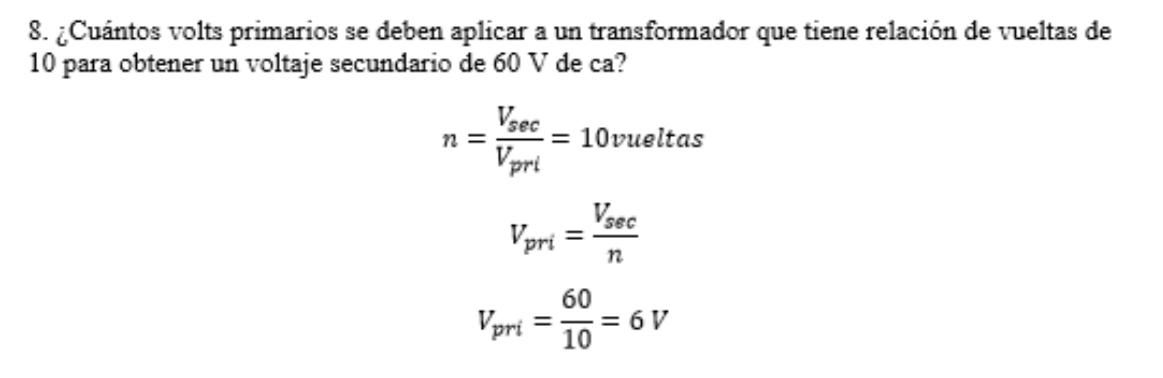 8. ¿Cuántos volts primarios se deben aplicar a un transformador que tiene relación de vueltas de
10 para obtener un voltaje secundario de 60 V de ca?
n = V_sec / V_pri = 10vueltas
V_pri = V_sec / n
V_pri = 60 / 10 = 6 V